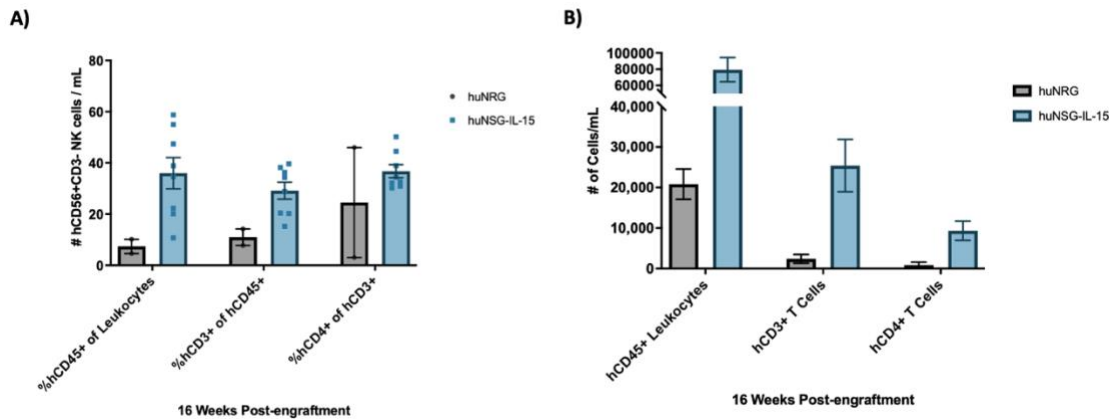 A)
# hCD56+CD3- NK cells / mL
80
60
40
20
0
%hCD45+ of Leukocytes
%hCD3+ of hCD45+
%hCD4+ of hCD3+
16 Weeks Post-engraftment
huNRG
huNSG-IL-15
B)
# of Cells/mL
100000
80000
60000
40,000
30,000
20,000
10,000
0
hCD45+ Leukocytes
hCD3+ T Cells
hCD4+ T Cells
16 Weeks Post-engraftment
huNRG
huNSG-IL-15